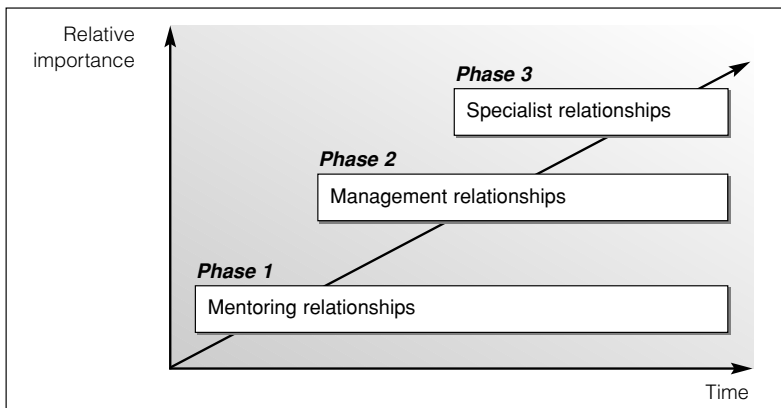 Relative
importance
Phase 3
Specialist relationships
Phase 2
Management relationships
Phase 1
Mentoring relationships
Time